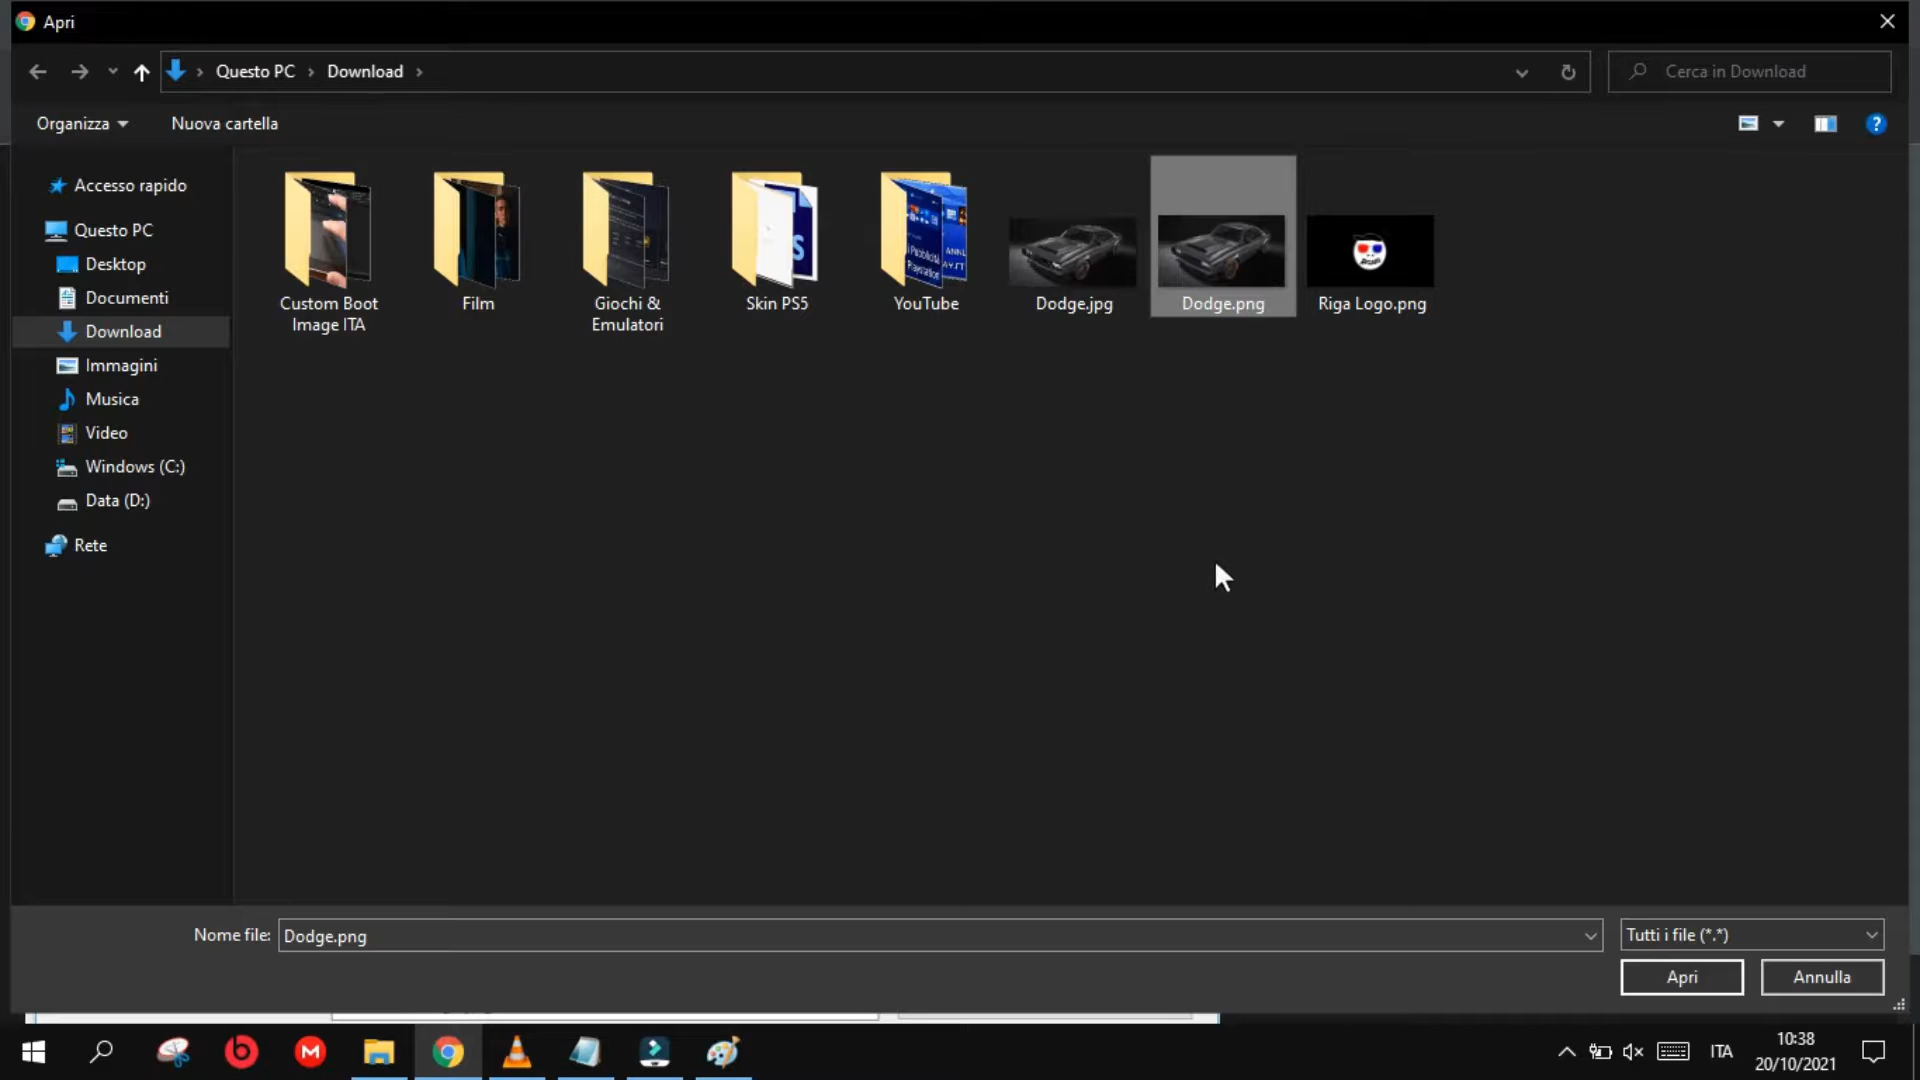 Apri
Questo PC
Download
Cerca in Download
Organizza
Nuova cartella
Accesso rapido
Questo PC
Desktop
Documenti
Download
Immagini
Musica
Video
Windows (C:)
Data (D:)
Rete
Custom Boot
Image ITA
Film
Giochi &
Emulatori
Skin PS5
YouTube
Dodge.jpg
Dodge.png
Riga Logo.png
Nome file:
Dodge.png
Tutti i file (*.*)
Apri
Annulla
ITA
10:38
20/10/2021